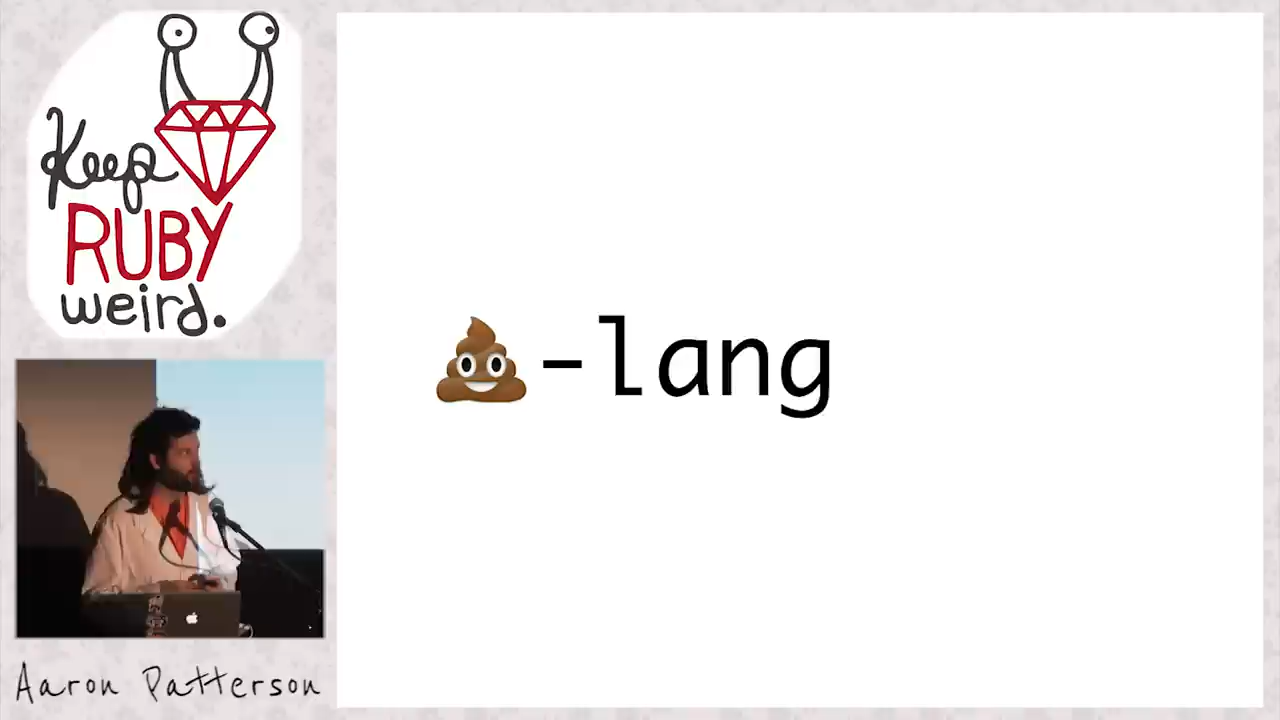 Keep
RUBY
weird.
💩-lang
Aaron Patterson